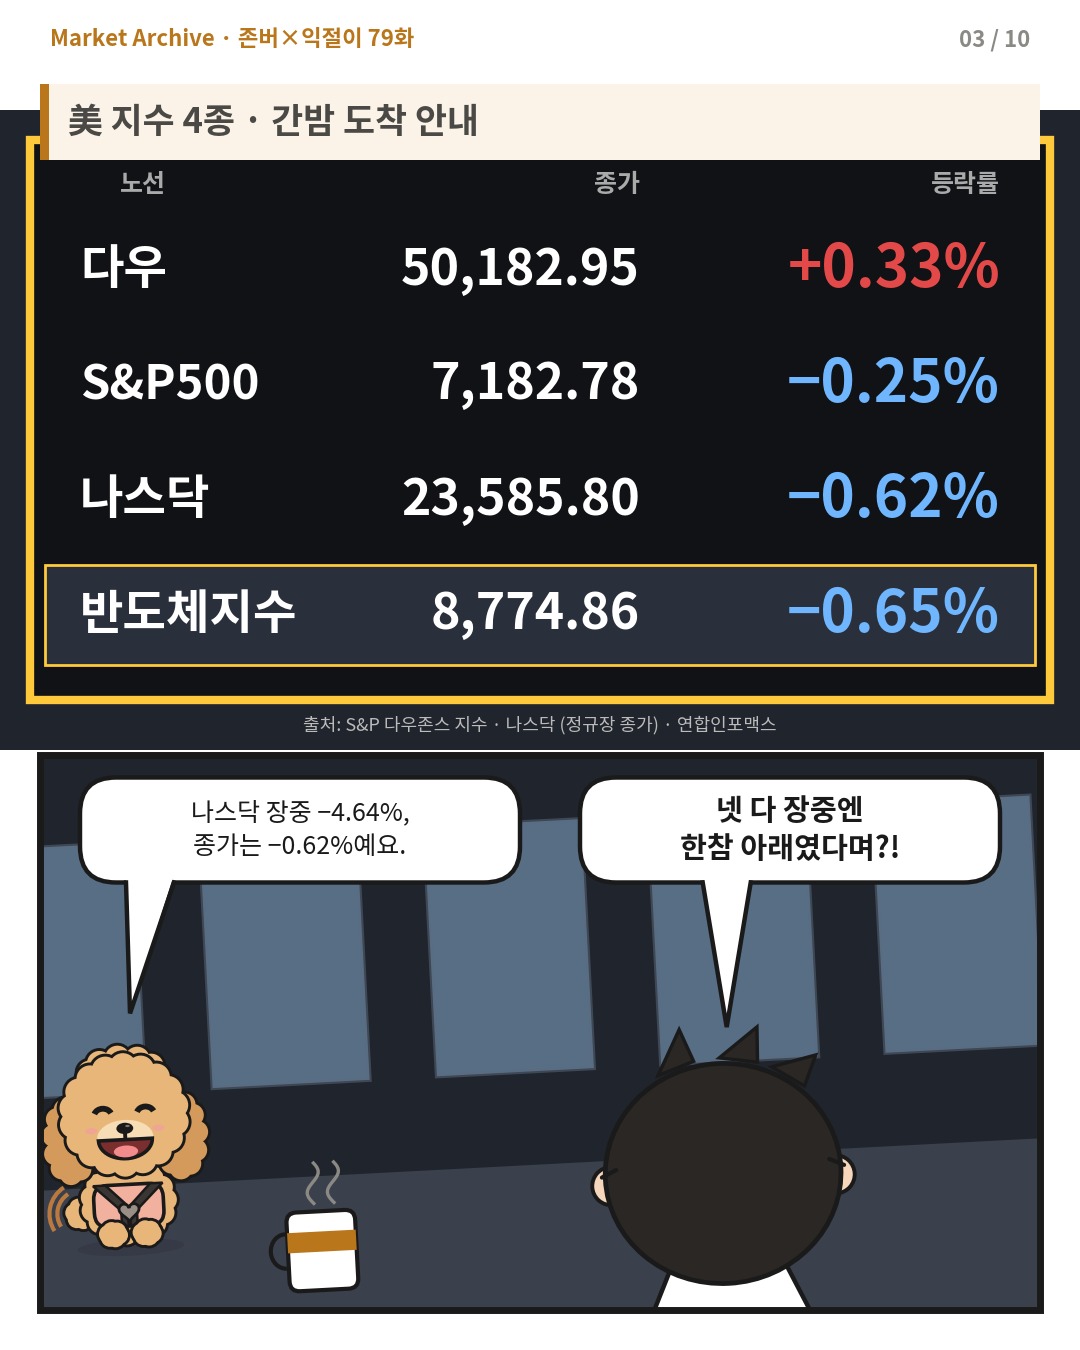 Market Archive · 존버×익절이 79화
03 / 10
美 지수 4종 · 간밤 도착 안내
노선 종가 등락률
다우 50,182.95 +0.33%
S&P500 7,182.78 −0.25%
나스닥 23,585.80 −0.62%
반도체지수 8,774.86 −0.65%
출처: S&P 다우존스 지수 · 나스닥 (정규장 종가) · 연합인포맥스
나스닥 장중 −4.64%,
종가는 −0.62%예요.
넷 다 장중엔
한참 아래였다며?!